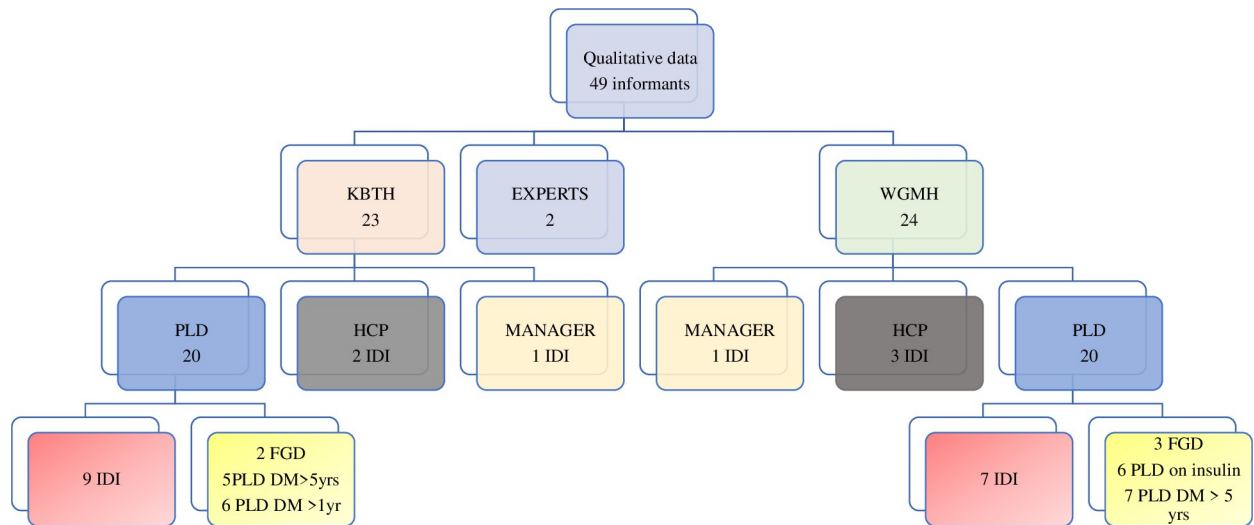 Qualitative data
49 informants
KBTH
23
EXPERTS
2
WGMH
24
PLD
20
HCP
2 IDI
MANAGER
1 IDI
MANAGER
1 IDI
HCP
3 IDI
PLD
20
9 IDI
2 FGD
5PLD DM>5yrs
6 PLD DM >1yr
7 IDI
3 FGD
6 PLD on insulin
7 PLD DM > 5
yrs